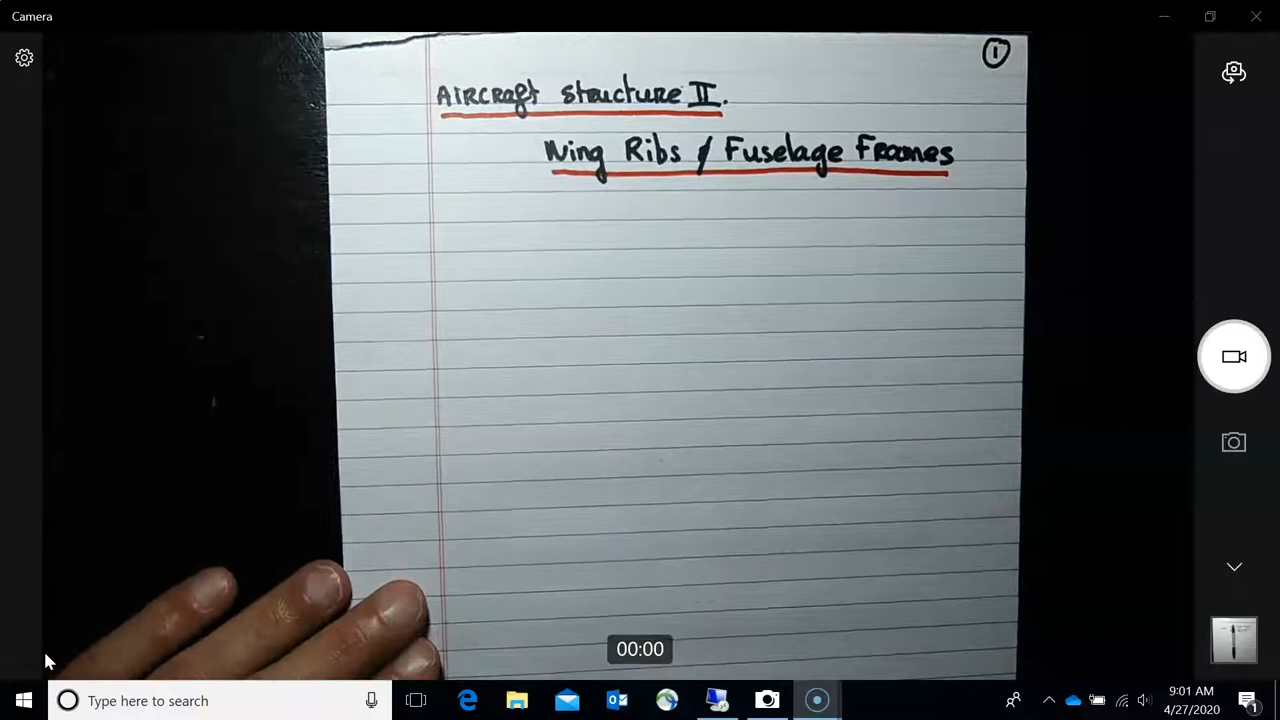 Camera
1
Aircraft Structure II.
Wing Ribs / Fuselage Frames
00:00
Type here to search
9:01 AM
4/27/2020
1